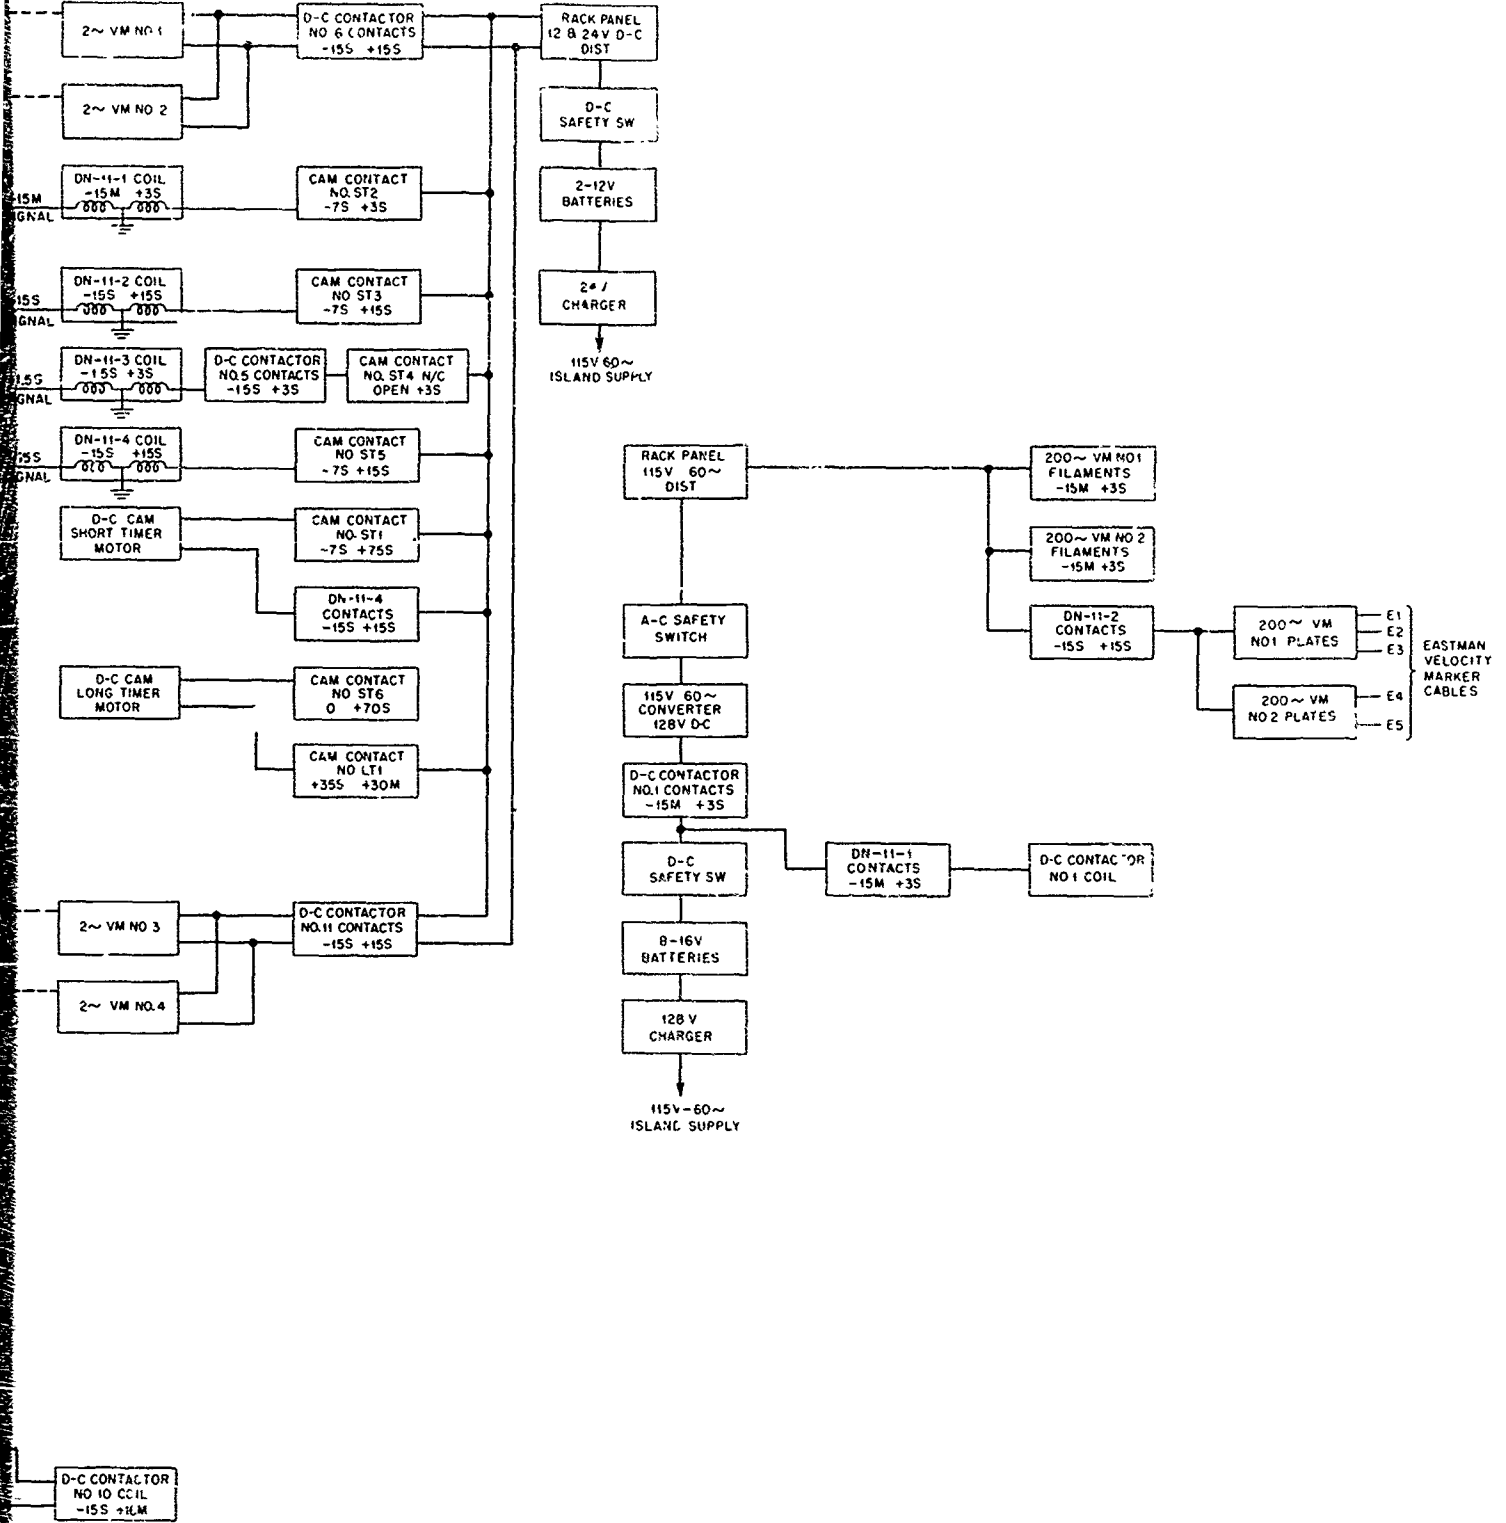 2~ VM NO 1
D-C CONTACTOR
NO 6 CONTACTS
-15S +15S
RACK PANEL
12 & 24V D-C
DIST
2~ VM NO 2
D-C
SAFETY SW
DN-11-1 COIL
-15M +3S
CAM CONTACT
NO. ST2
-7S +3S
2-12V
BATTERIES
15M
GNAL
DN-11-2 COIL
-15S +15S
CAM CONTACT
NO ST3
-7S +15S
CHARGER
15S
GNAL
115V 60~
ISLAND SUPPLY
DN-11-3 COIL
-15S +3S
D-C CONTACTOR
NO.5 CONTACTS
-15S +3S
CAM CONTACT
NO. ST4 N/C
OPEN +3S
GNAL
DN-11-4 COIL
-15S +15S
CAM CONTACT
NO ST5
-7S +15S
15S
GNAL
RACK PANEL
115V 60~
DIST
200~ VM NO1
FILAMENTS
-15M +3S
D-C CAM
SHORT TIMER
MOTOR
CAM CONTACT
NO. ST1
-7S +75S
200~ VM NO 2
FILAMENTS
-15M +3S
DN-11-4
CONTACTS
-15S +15S
A-C SAFETY
SWITCH
DN-11-2
CONTACTS
-15S +15S
200~ VM
NO1 PLATES
E1
E2
E3
EASTMAN
VELOCITY
MARKER
CABLES
D-C CAM
LONG TIMER
MOTOR
CAM CONTACT
NO ST6
0 +70S
115V 60~
CONVERTER
128V D-C
200~ VM
NO 2 PLATES
E4
E5
CAM CONTACT
NO LT1
+35S +30M
D-C CONTACTOR
NO.1 CONTACTS
-15M +3S
D-C
SAFETY SW
DN-11-1
CONTACTS
-15M +3S
D-C CONTACTOR
NO 1 COIL
2~ VM NO 3
D-C CONTACTOR
NO.11 CONTACTS
-15S +15S
8-16V
BATTERIES
2~ VM NO.4
128 V
CHARGER
115V-60~
ISLAND SUPPLY
D-C CONTACTOR
NO 10 COIL
-15S